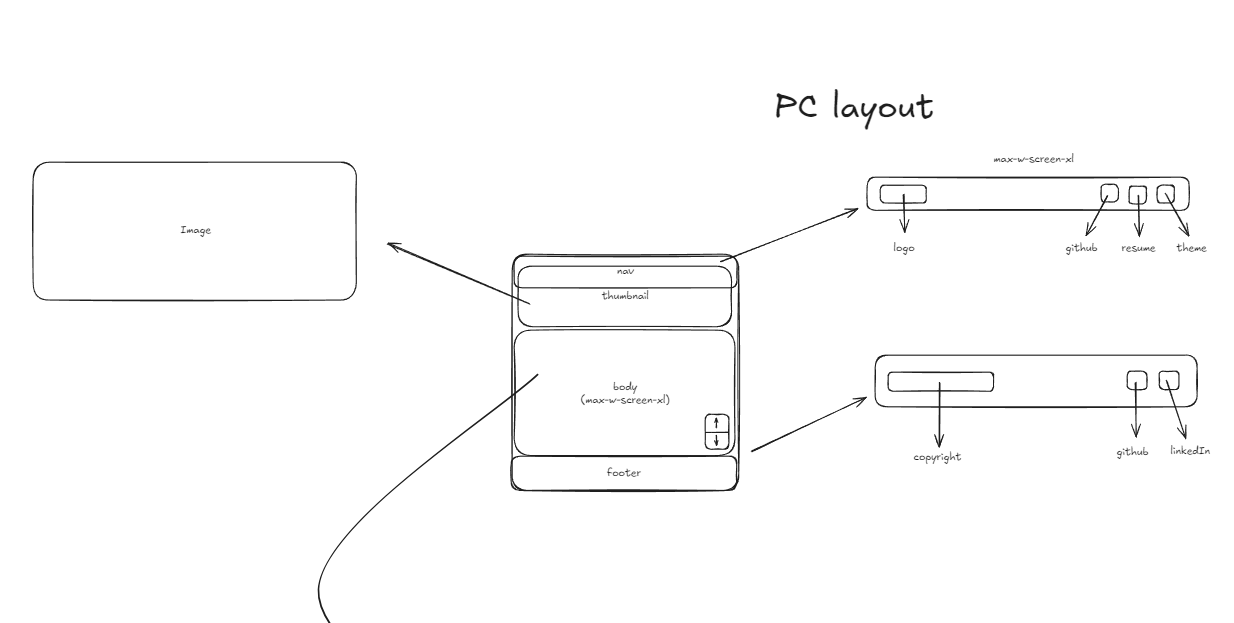 PC layout
max-w-screen-xl
logo
github
resume
theme
Image
nav
thumbnail
body
(max-w-screen-xl)
footer
copyright
github
linkedIn